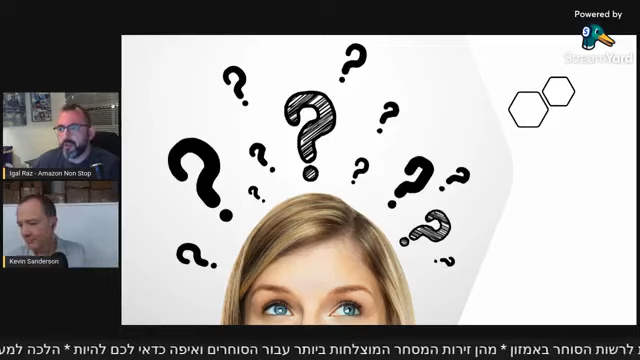 Powered by
StreamYard
Igal Raz - Amazon Non Stop
Kevin Sanderson
לרשות הסוחר באמזון * מהן זירות המסחר המוצלחות ביותר עבור הסוחרים ואיפה כדאי לכם להיות * הלכה